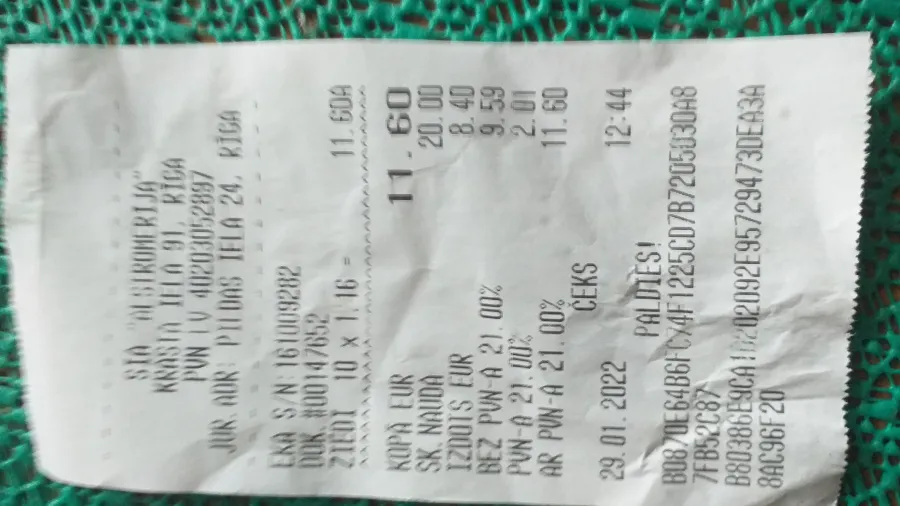 SIA "ALSTROMERIJA"
KRASTA IELA 91, RĪGA
PVN LV 40203052897
JUR.ADR: PILDAS IELA 24, RĪGA
EKA S/N 161009282
DOK #00147652
ZIEDI 10 X 1.16 = 11.60A
KOPĀ EUR 11.60
SK. NAUDA 20.00
IZDOTS EUR 8.40
BEZ PVN-A 21.00% 9.59
PVN-A 21.00% 2.01
AR PVN-A 21.00% 11.60
ČEKS
29.01.2022 12:44
PALDIES!
7FB52C87
8AC96F20